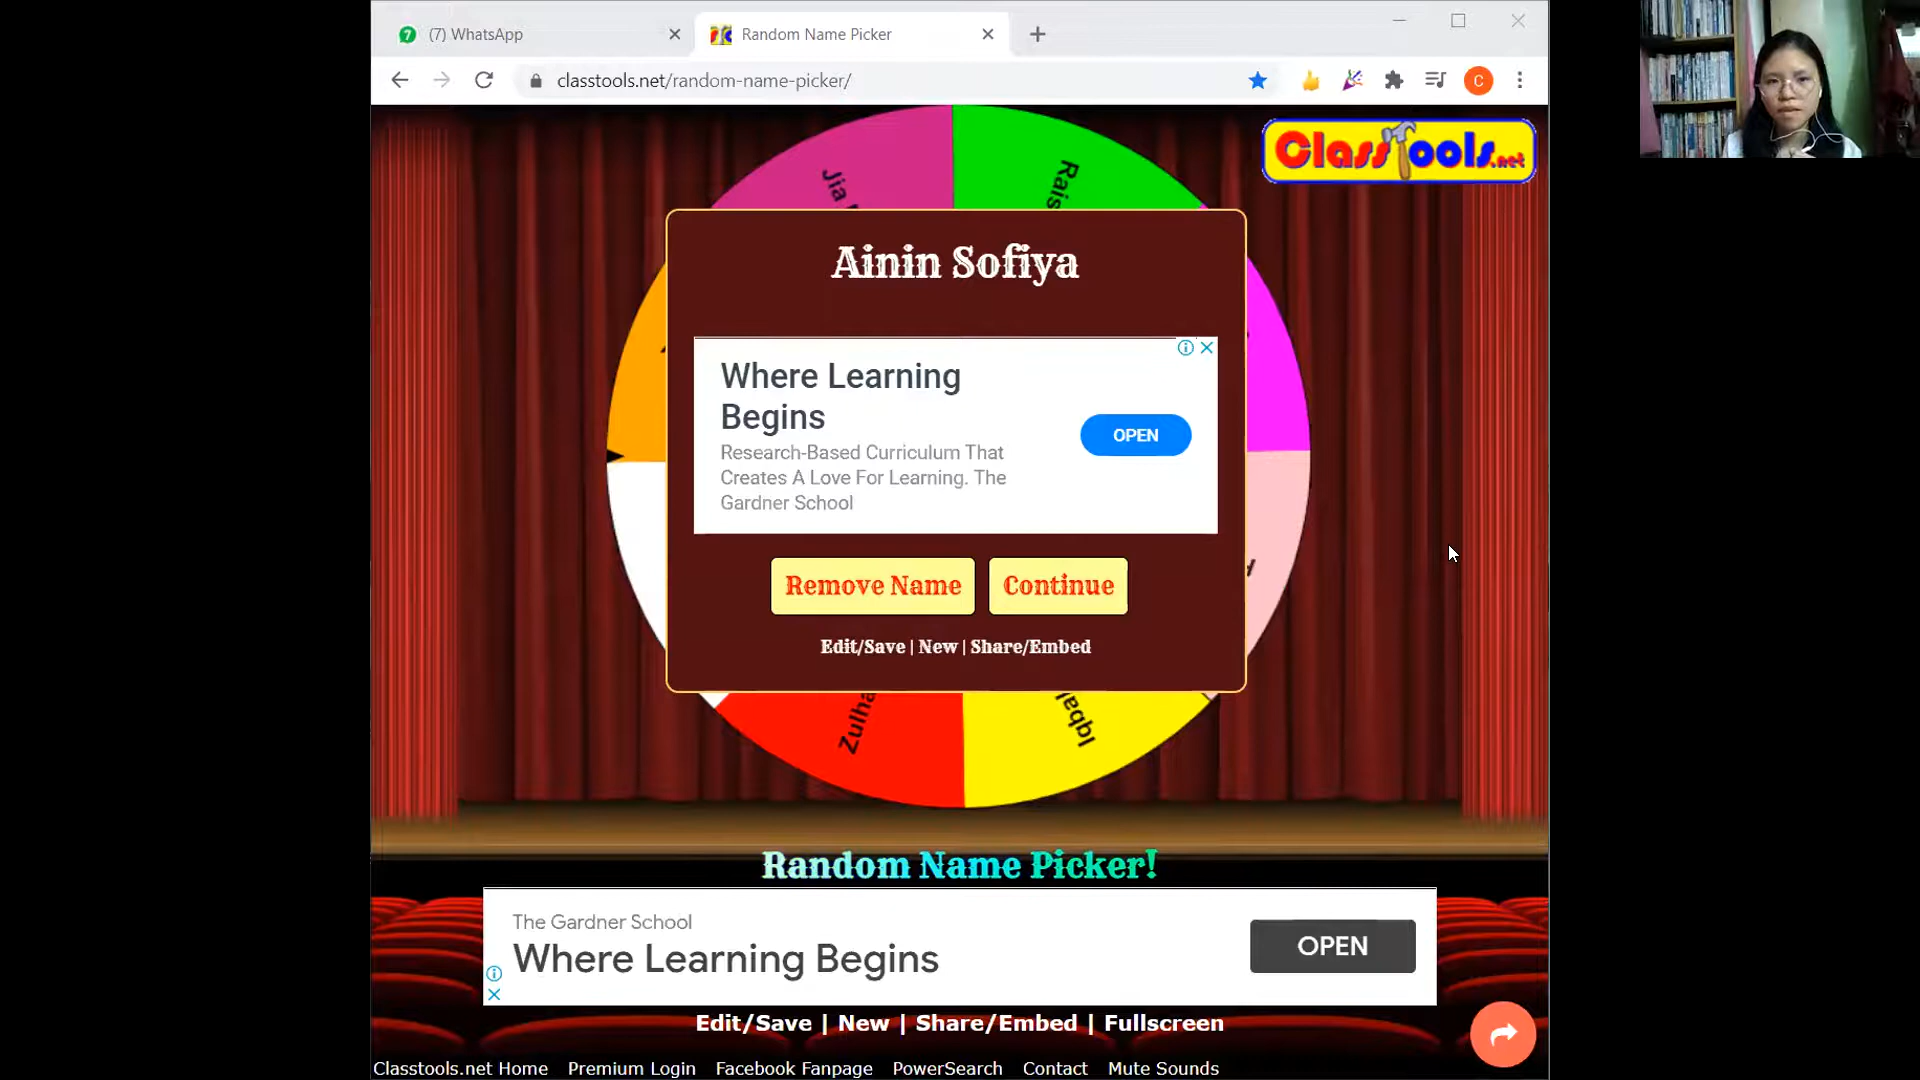 (7) WhatsApp
Random Name Picker
classtools.net/random-name-picker/
C
ClassTools.net
Jia
Rais
Ainin Sofiya
Where Learning
Begins
Research-Based Curriculum That
Creates A Love For Learning. The
Gardner School
OPEN
Remove Name
Continue
Edit/Save | New | Share/Embed
Zulha
Iqbal
Random Name Picker!
The Gardner School
Where Learning Begins
OPEN
Edit/Save | New | Share/Embed | Fullscreen
Classtools.net Home
Premium Login
Facebook Fanpage
PowerSearch
Contact
Mute Sounds